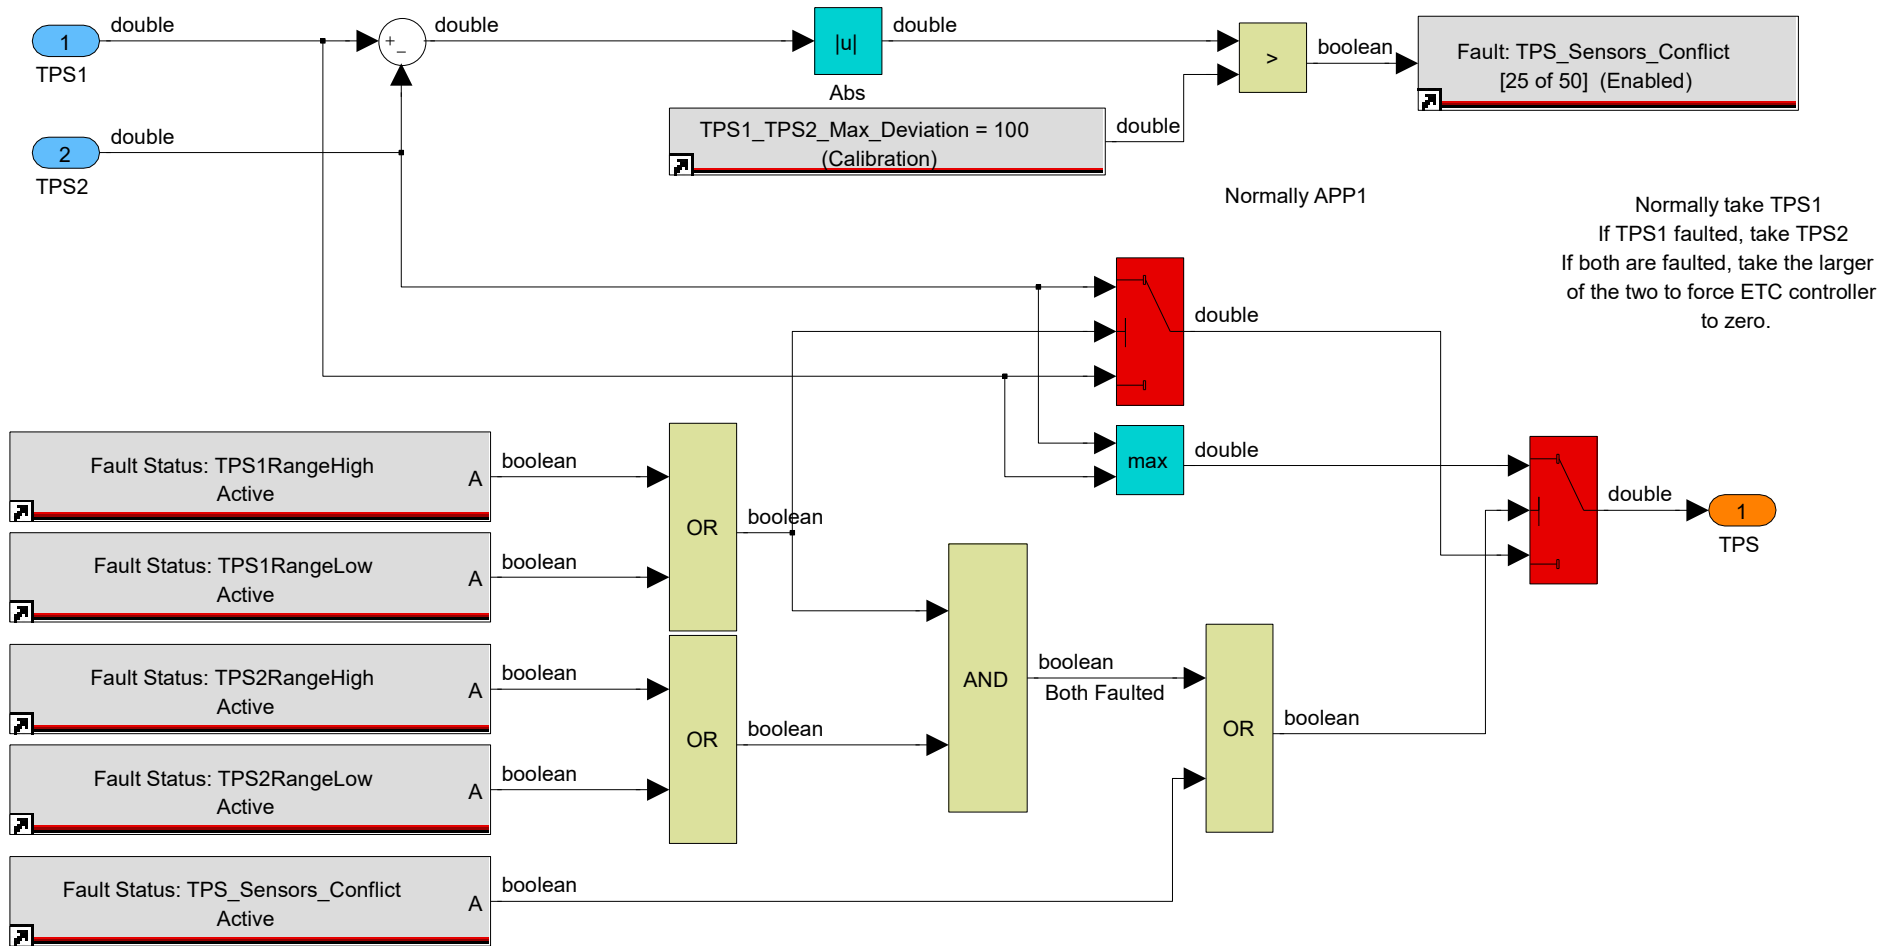 double
double
double
1
TPS1
+
_
|u|
Abs
>
boolean
Fault: TPS_Sensors_Conflict
[25 of 50]  (Enabled)
double
2
TPS2
TPS1_TPS2_Max_Deviation = 100
(Calibration)
double
Normally APP1
Normally take TPS1
If TPS1 faulted, take TPS2
If both are faulted, take the larger
of the two to force ETC controller
to zero.
double
max
double
Fault Status: TPS1RangeHigh
Active
A
boolean
Fault Status: TPS1RangeLow
Active
A
boolean
OR
boolean
double
1
TPS
Fault Status: TPS2RangeHigh
Active
A
boolean
Fault Status: TPS2RangeLow
Active
A
boolean
OR
boolean
AND
boolean
Both Faulted
OR
boolean
Fault Status: TPS_Sensors_Conflict
Active
A
boolean